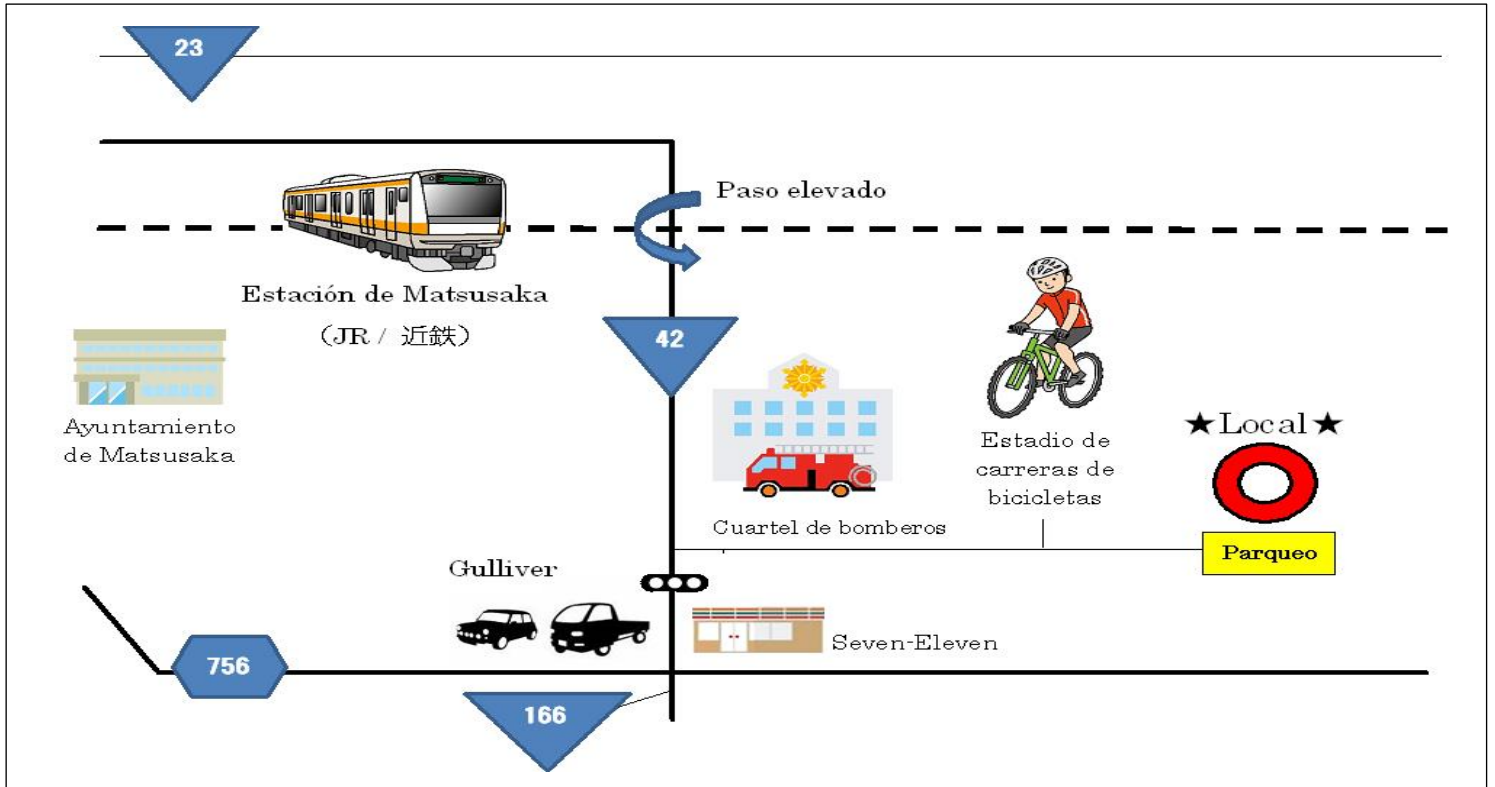 23
Paso elevado
Estación de Matsusaka
（JR / 近鉄）
42
Ayuntamiento
de Matsusaka
★Local★
Estadio de
carreras de
bicicletas
Cuartel de bomberos
Parqueo
Gulliver
Seven-Eleven
756
166